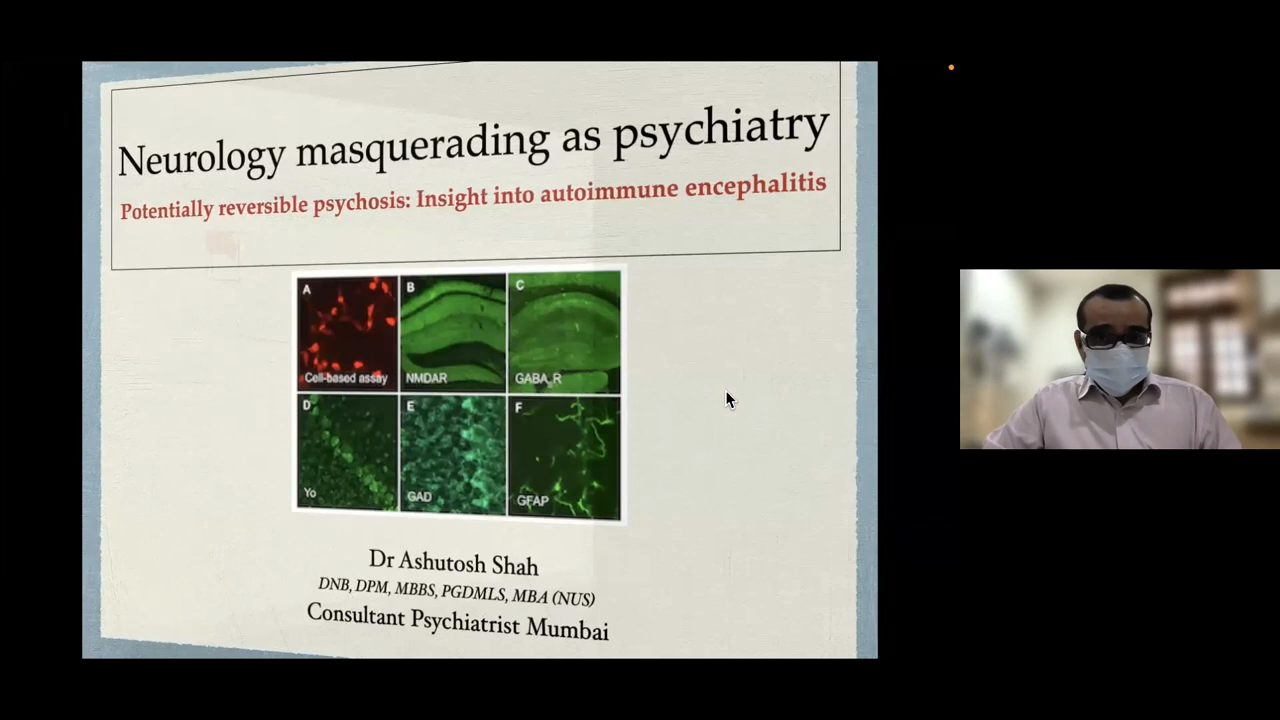 Neurology masquerading as psychiatry
Potentially reversible psychosis: Insight into autoimmune encephalitis
A
B
C
Cell-based assay
NMDAR
GABA_BR
D
E
F
Yo
GAD
GFAP
Dr Ashutosh Shah
DNB, DPM, MBBS, PGDMLS, MBA (NUS)
Consultant Psychiatrist Mumbai